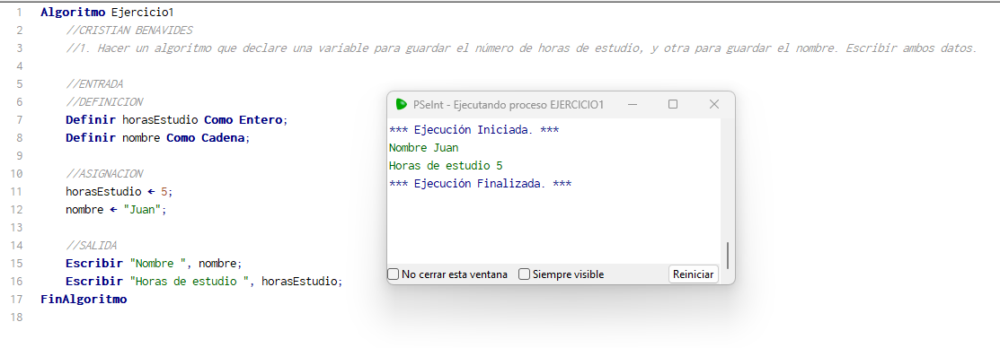 1 Algoritmo Ejercicio1
2 //CRISTIAN BENAVIDES
3 //1. Hacer un algoritmo que declare una variable para guardar el número de horas de estudio, y otra para guardar el nombre. Escribir ambos datos.
4
5 //ENTRADA
6 //DEFINICION
7 Definir horasEstudio Como Entero;
8 Definir nombre Como Cadena;
9
10 //ASIGNACION
11 horasEstudio ← 5;
12 nombre ← "Juan";
13
14 //SALIDA
15 Escribir "Nombre ", nombre;
16 Escribir "Horas de estudio ", horasEstudio;
17 FinAlgoritmo
18
PSeInt - Ejecutando proceso EJERCICIO1
*** Ejecución Iniciada. ***
Nombre Juan
Horas de estudio 5
*** Ejecución Finalizada. ***
No cerrar esta ventana Siempre visible Reiniciar